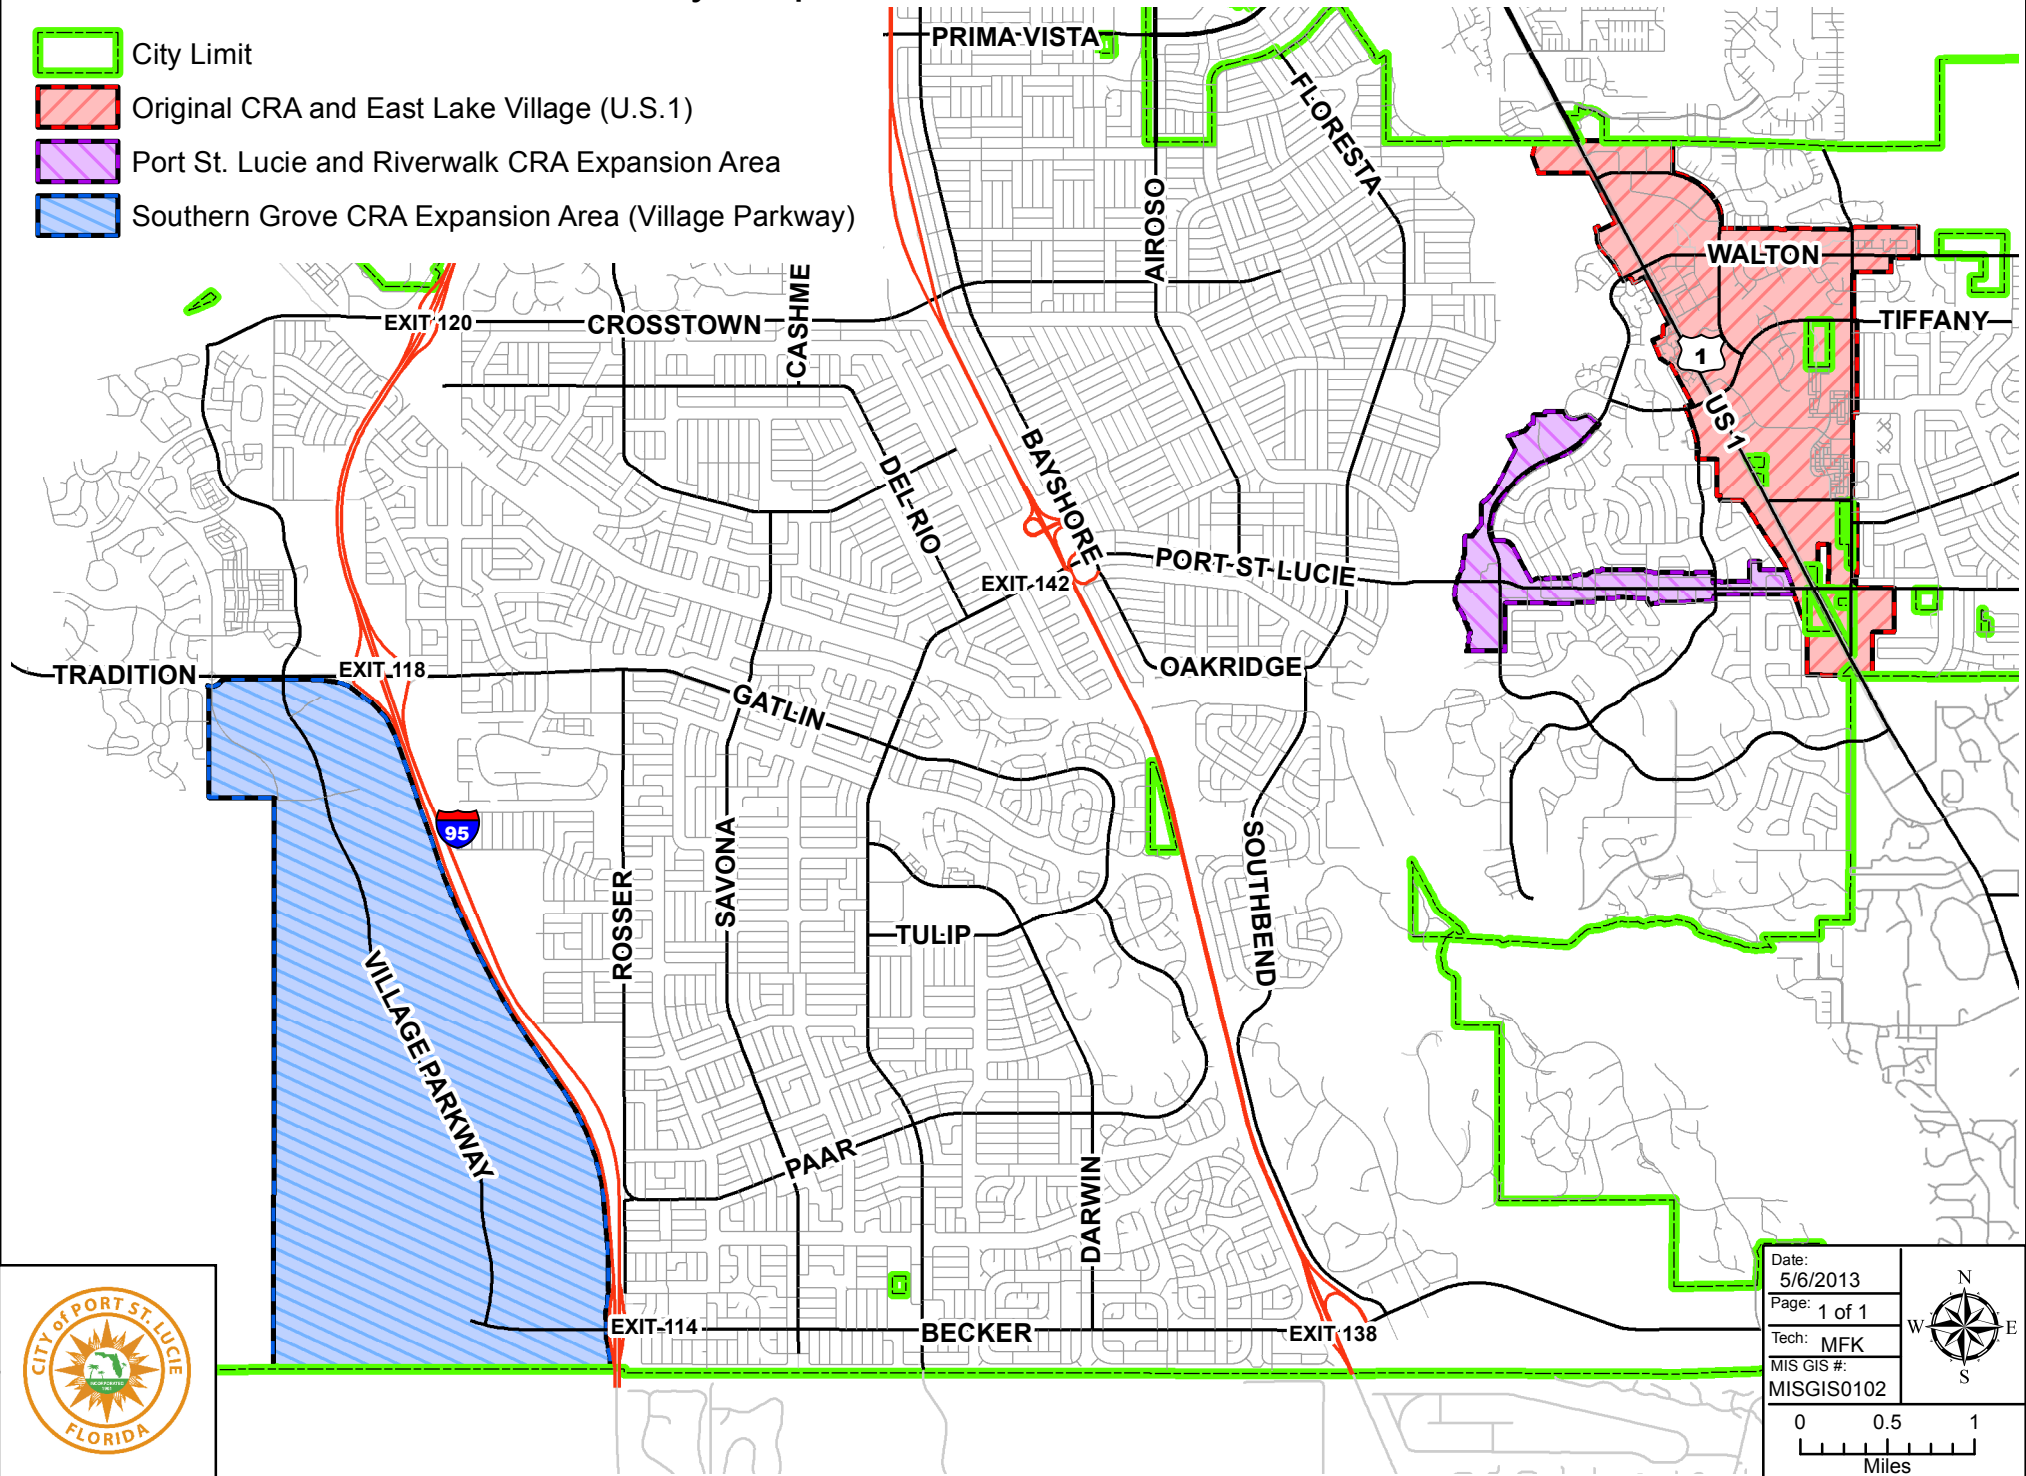 City Limit
Original CRA and East Lake Village (U.S.1)
Port St. Lucie and Riverwalk CRA Expansion Area
Southern Grove CRA Expansion Area (Village Parkway)
PRIMA VISTA
FLORESTA
AIROSO
WALTON
CASHME
EXIT 120
CROSSTOWN
TIFFANY
1
US 1
BAYSHORE
DEL RIO
EXIT 142
PORT ST LUCIE
TRADITION
EXIT 118
OAKRIDGE
GATLIN
95
SAVONA
SOUTHBEND
ROSSER
TULIP
VILLAGE PARKWAY
PAAR
DARWIN
EXIT 114
BECKER
EXIT 138
CITY of PORT ST. LUCIE
INCORPORATED
1961
FLORIDA
Date:
5/6/2013
Page: 1 of 1
Tech: MFK
MIS GIS #:
MISGIS0102
N
W E
S
0 0.5 1
Miles